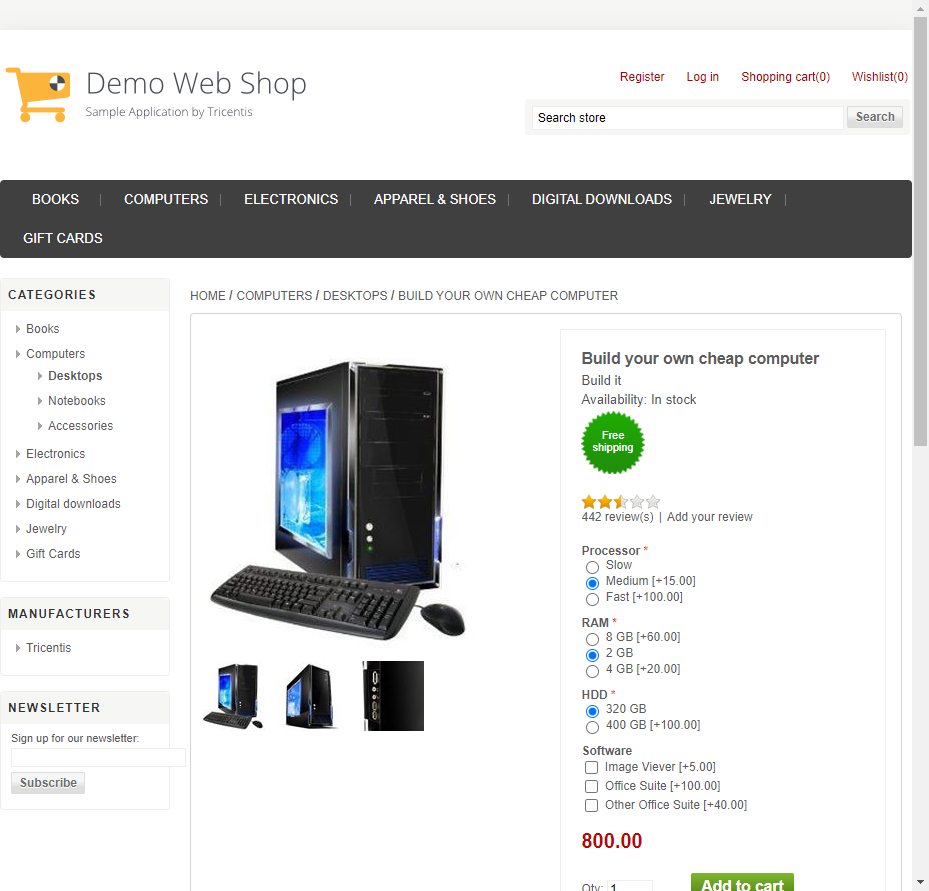 Demo Web Shop
Sample Application by Tricentis
Register Log in Shopping cart(0) Wishlist(0)
Search store Search
BOOKS | COMPUTERS | ELECTRONICS | APPAREL & SHOES | DIGITAL DOWNLOADS | JEWELRY |
GIFT CARDS
CATEGORIES
Books
Computers
Desktops
Notebooks
Accessories
Electronics
Apparel & Shoes
Digital downloads
Jewelry
Gift Cards
MANUFACTURERS
Tricentis
NEWSLETTER
Sign up for our newsletter:
Subscribe
HOME / COMPUTERS / DESKTOPS / BUILD YOUR OWN CHEAP COMPUTER
Build your own cheap computer
Build it
Availability: In stock
Free
shipping
442 review(s) | Add your review
Processor *
Slow
Medium [+15.00]
Fast [+100.00]
RAM *
8 GB [+60.00]
2 GB
4 GB [+20.00]
HDD *
320 GB
400 GB [+100.00]
Software
Image Viever [+5.00]
Office Suite [+100.00]
Other Office Suite [+40.00]
800.00
Qty: 1 Add to cart